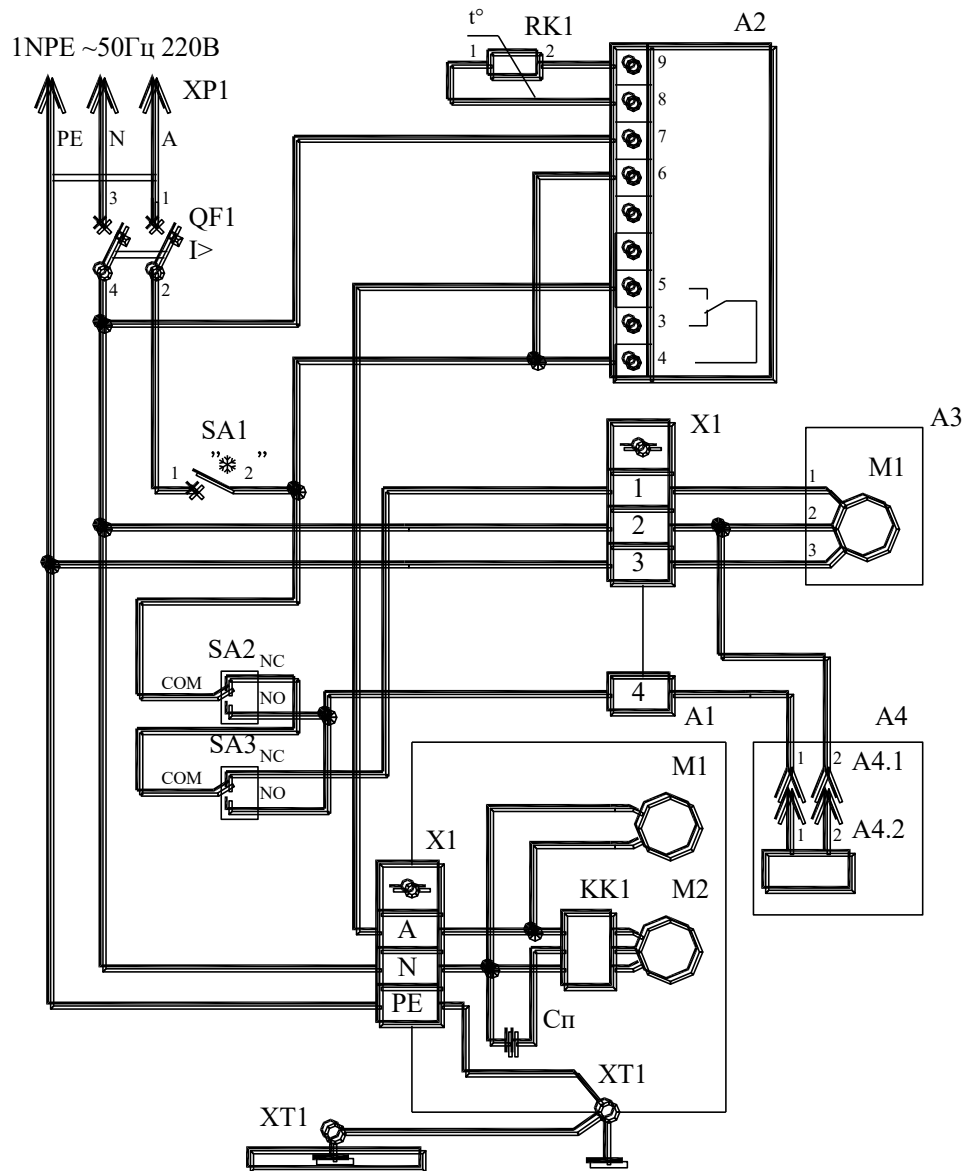 1NPE ~50Гц 220В
XP1
PE N A
3 1
QF1
I>
4 2
t°
RK1
1 2
A2
9
8
7
6
5
3
4
SA1
1 "❄" 2
X1
1
2
3
4
A3
M1
1
2
3
SA2
COM NC
NO
SA3
COM NC
NO
A1
A4
1 2 A4.1
1 2 A4.2
M1
X1
A
N
PE
KK1
M2
Сп
XT1
XT1